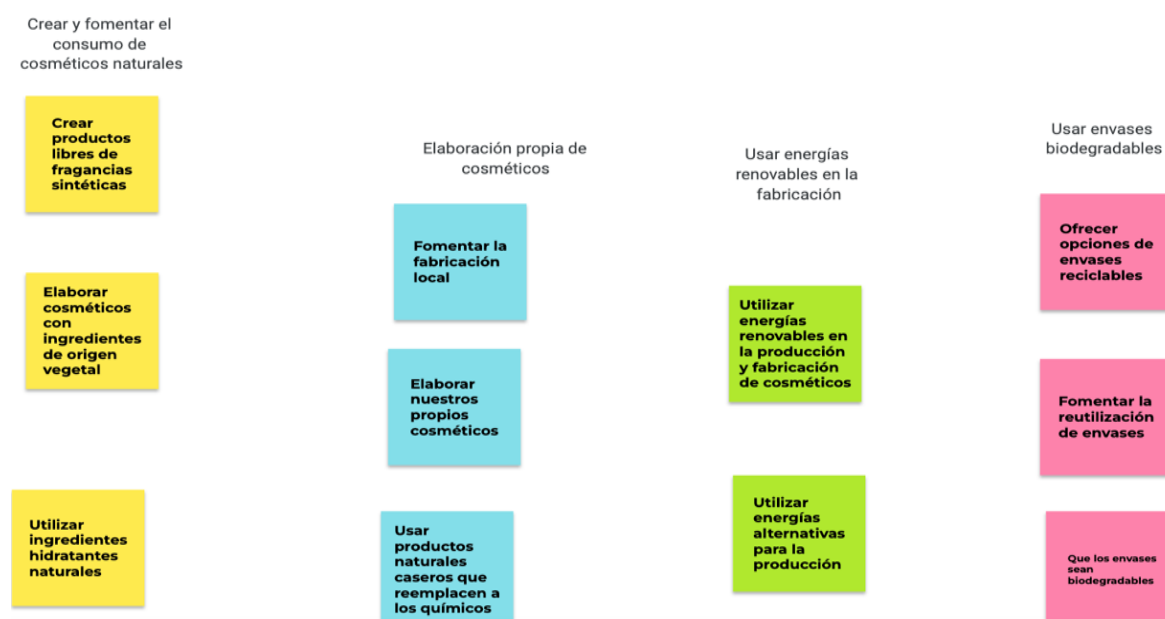 Crear y fomentar el
consumo de
cosméticos naturales
Crear
productos
libres de
fragancias
sintéticas
Elaborar
cosméticos
con
ingredientes
de origen
vegetal
Utilizar
ingredientes
hidratantes
naturales
Elaboración propia de
cosméticos
Fomentar la
fabricación
local
Elaborar
nuestros
propios
cosméticos
Usar
productos
naturales
caseros que
reemplacen a
los químicos
Usar energías
renovables en la
fabricación
Utilizar
energías
renovables en
la producción
y fabricación
de cosméticos
Utilizar
energías
alternativas
para la
producción
Usar envases
biodegradables
Ofrecer
opciones de
envases
reciclables
Fomentar la
reutilización
de envases
Que los envases
sean
biodegradables